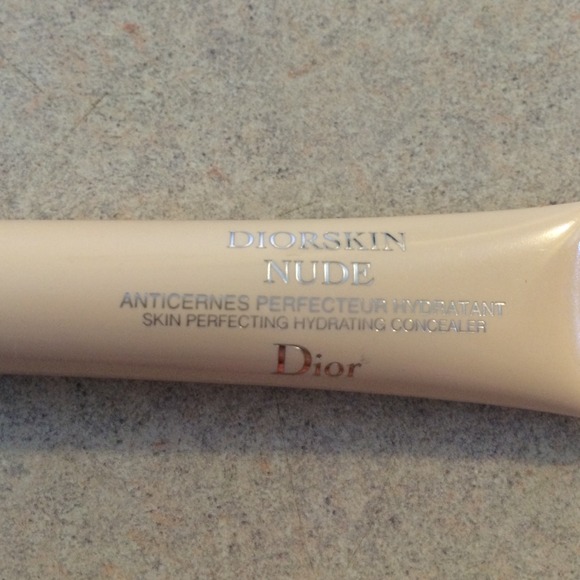 DIORSKIN
NUDE
ANTICERNES PERFECTEUR HYDRATANT
SKIN PERFECTING HYDRATING CONCEALER
Dior